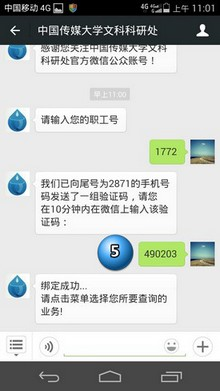 中国移动 4G
4G 上午 11:01
中国传媒大学文科科研处
感谢您关注中国传媒大学文科
科研处官方微信公众账号！
早上11:00
请输入您的职工号
1772
我们已向尾号为2871的手机号
码发送了一组验证码，请您
在10分钟内在微信上输入该验
证码：
5
490203
绑定成功...
请点击菜单选择您所要查询的
业务!